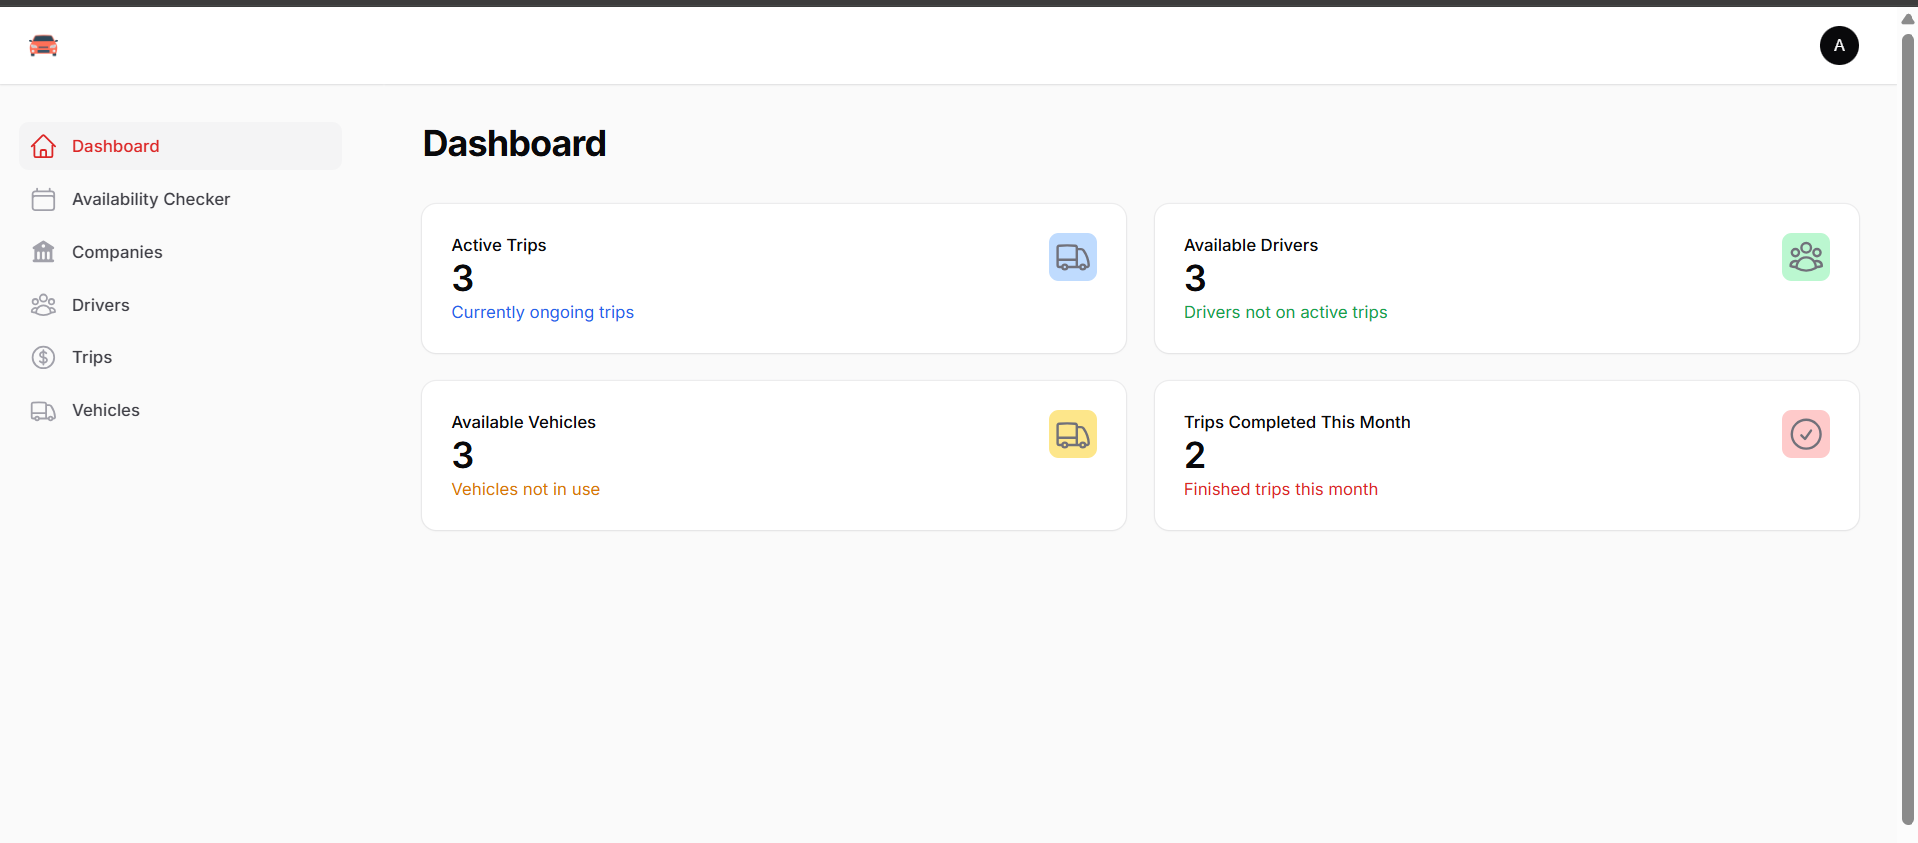 A
Dashboard
Availability Checker
Companies
Drivers
Trips
Vehicles
Dashboard
Active Trips
3
Currently ongoing trips
Available Drivers
3
Drivers not on active trips
Available Vehicles
3
Vehicles not in use
Trips Completed This Month
2
Finished trips this month